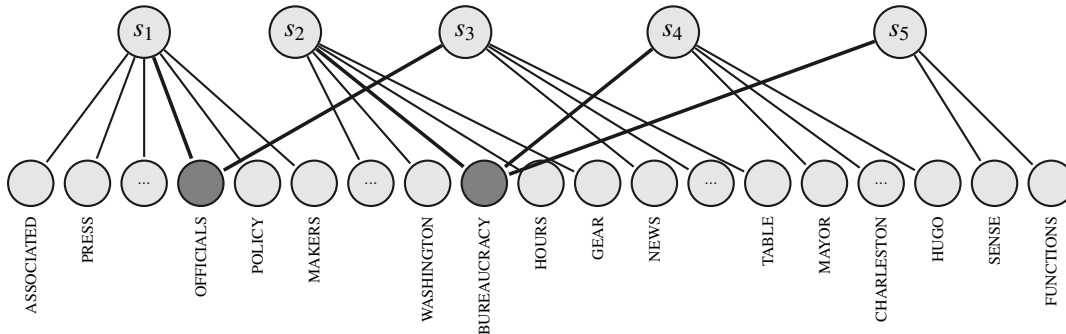 s1 s2 s3 s4 s5
... ... ... ...
ASSOCIATED
PRESS
OFFICIALS
POLICY
MAKERS
WASHINGTON
BUREAUCRACY
HOURS
GEAR
NEWS
TABLE
MAYOR
CHARLESTON
HUGO
SENSE
FUNCTIONS